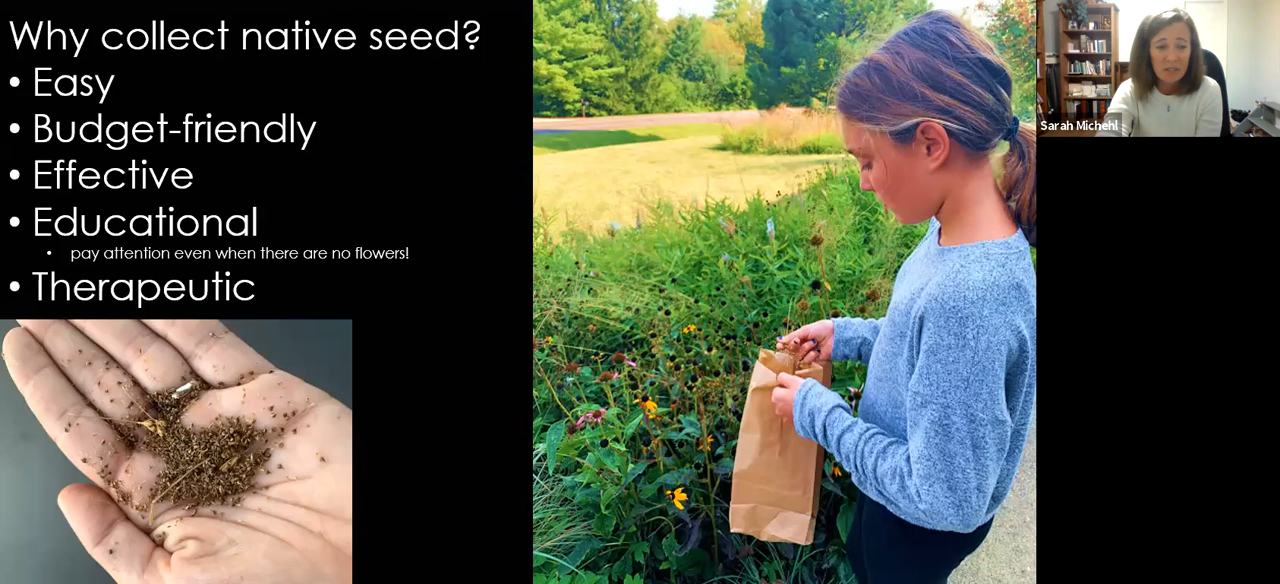 Why collect native seed?
• Easy
• Budget-friendly
• Effective
• Educational
• pay attention even when there are no flowers!
• Therapeutic
Sarah Michehl